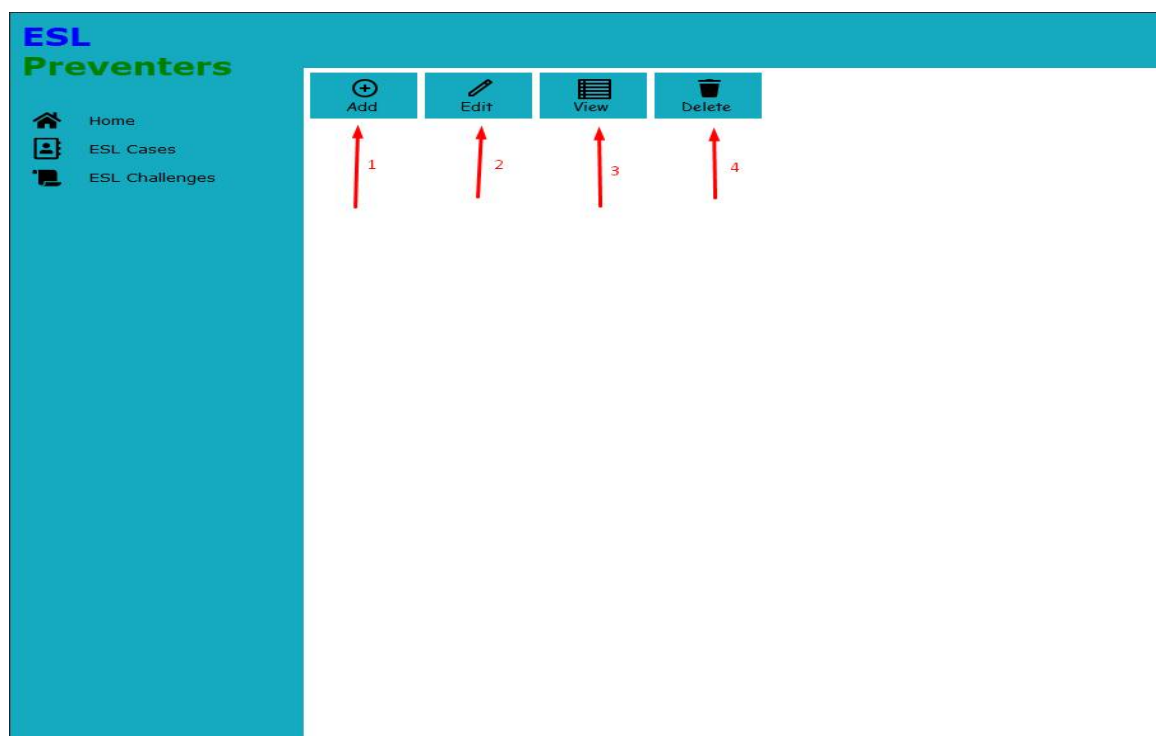 ESL
Preventers
Home
ESL Cases
ESL Challenges
Add
Edit
View
Delete
1
2
3
4